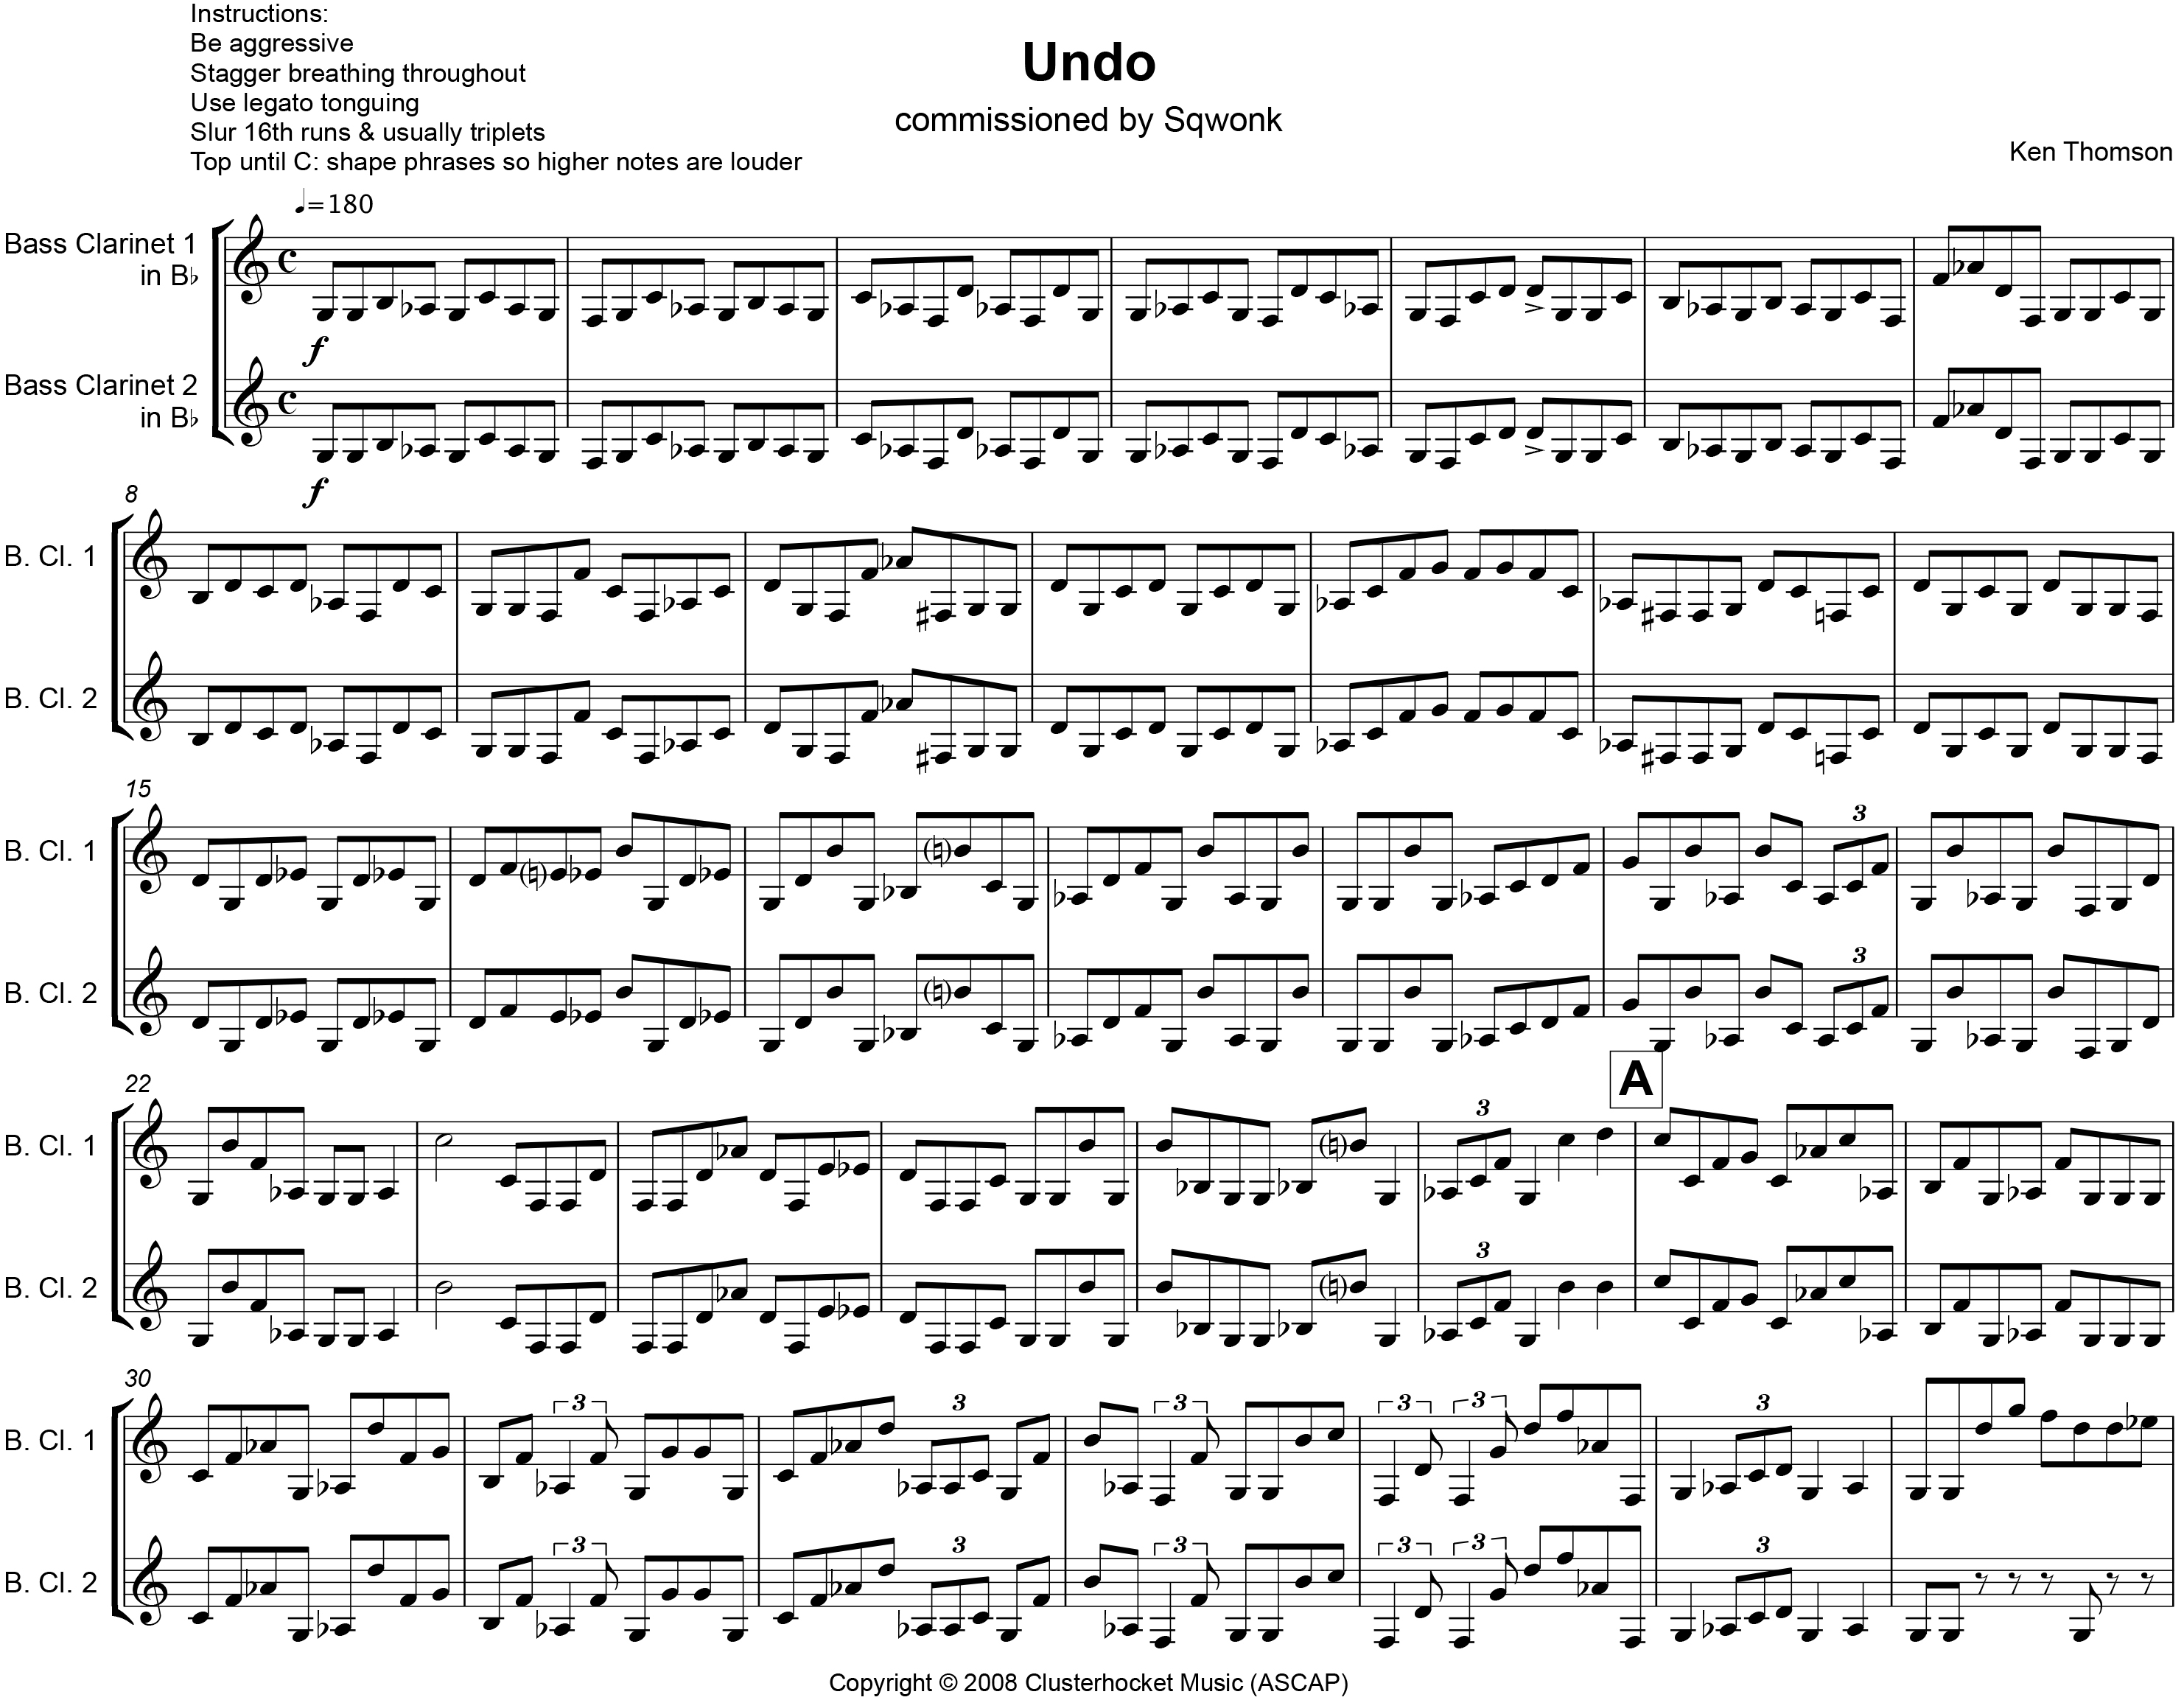 Instructions:
Be aggressive
Stagger breathing throughout
Use legato tonguing
Slur 16th runs & usually triplets
Top until C: shape phrases so higher notes are louder
Undo
commissioned by Sqwonk
Ken Thomson
♩=180
Bass Clarinet 1
in B♭
f
Bass Clarinet 2
in B♭
f
8
B. Cl. 1
B. Cl. 2
15
B. Cl. 1
3
B. Cl. 2
3
A
22
B. Cl. 1
3
B. Cl. 2
3
30
B. Cl. 1
3 3 3 3 3 3
B. Cl. 2
3 3 3 3 3 3
Copyright © 2008 Clusterhocket Music (ASCAP)